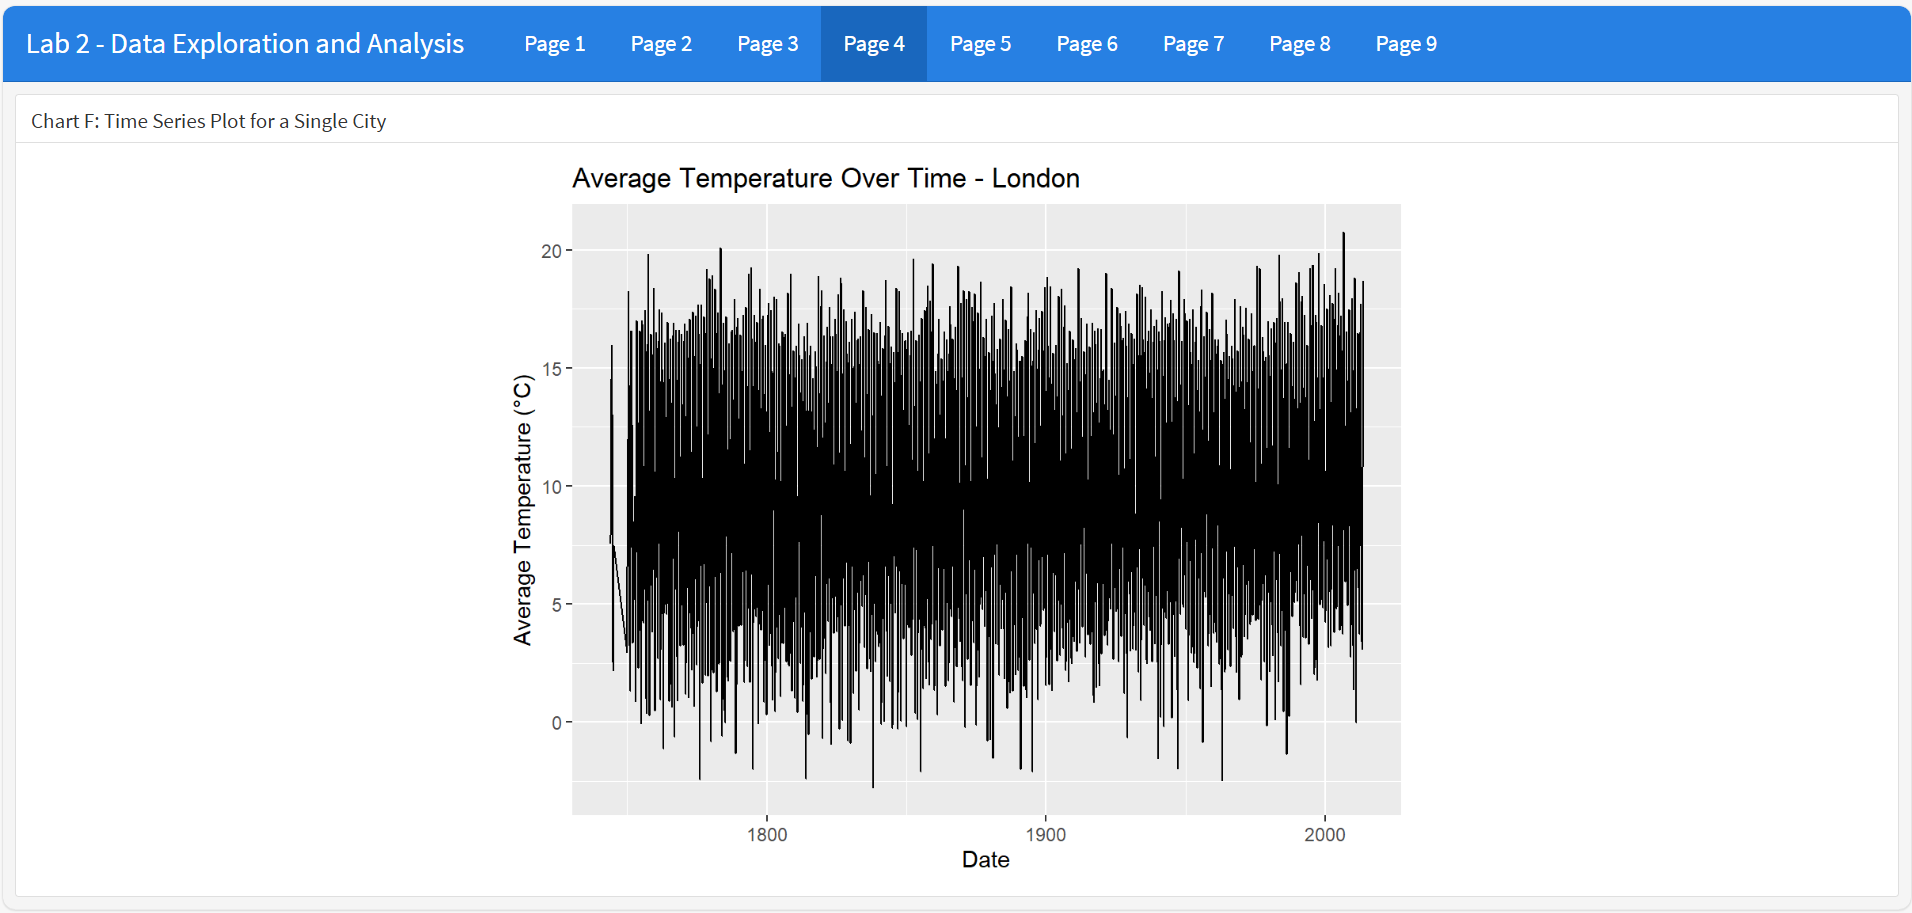 Lab 2 - Data Exploration and Analysis Page 1 Page 2 Page 3 Page 4 Page 5 Page 6 Page 7 Page 8 Page 9
Chart F: Time Series Plot for a Single City
Average Temperature Over Time - London
Average Temperature (°C)
20
15
10
5
0
1800 1900 2000
Date